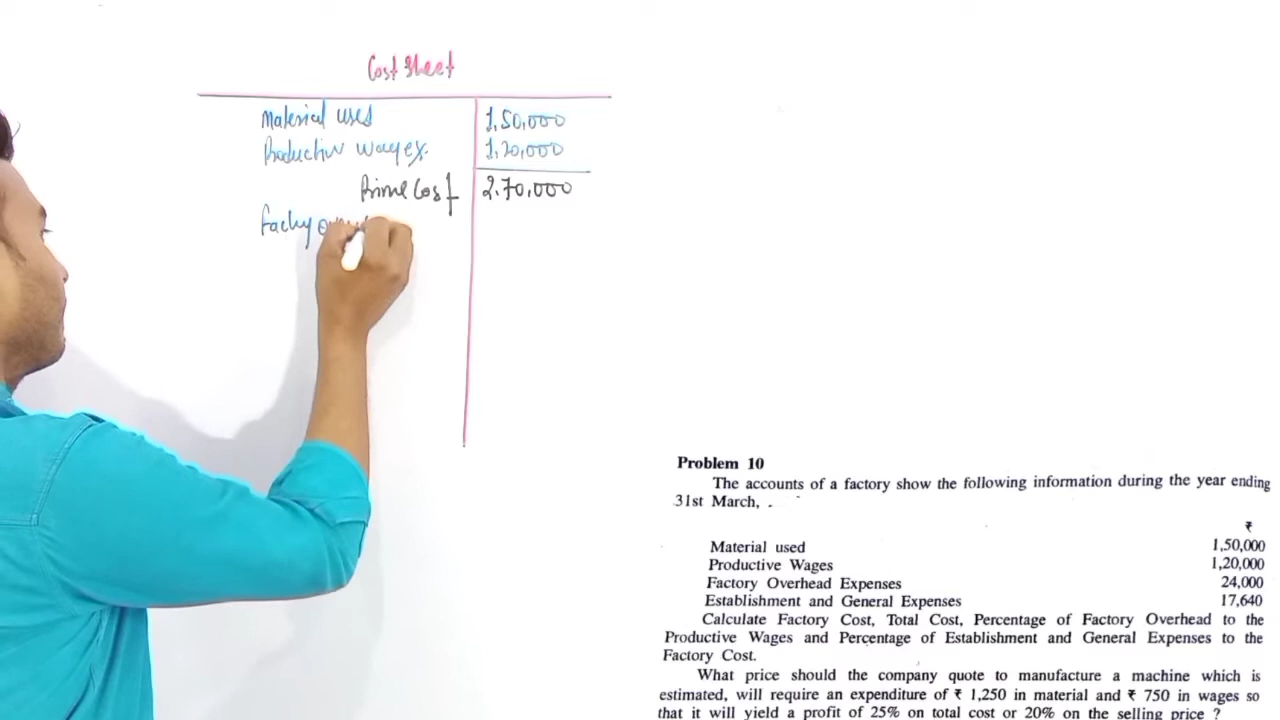 Cost Sheet
Material uses 1,50,000
Productive wages. 1,20,000
Prime Cost 2,70,000
Problem 10
The accounts of a factory show the following information during the year ending
31st March, .
₹
Material used 1,50,000
Productive Wages 1,20,000
Factory Overhead Expenses 24,000
Establishment and General Expenses 17,640
Calculate Factory Cost, Total Cost, Percentage of Factory Overhead to the
Productive Wages and Percentage of Establishment and General Expenses to the
Factory Cost.
What price should the company quote to manufacture a machine which is
estimated, will require an expenditure of ₹ 1,250 in material and ₹ 750 in wages so
that it will yield a profit of 25% on total cost or 20% on the selling price ?